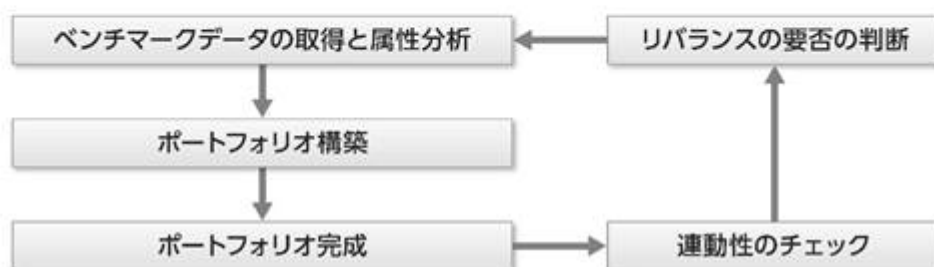 ベンチマークデータの取得と属性分析
リバランスの要否の判断
ポートフォリオ構築
ポートフォリオ完成
連動性のチェック